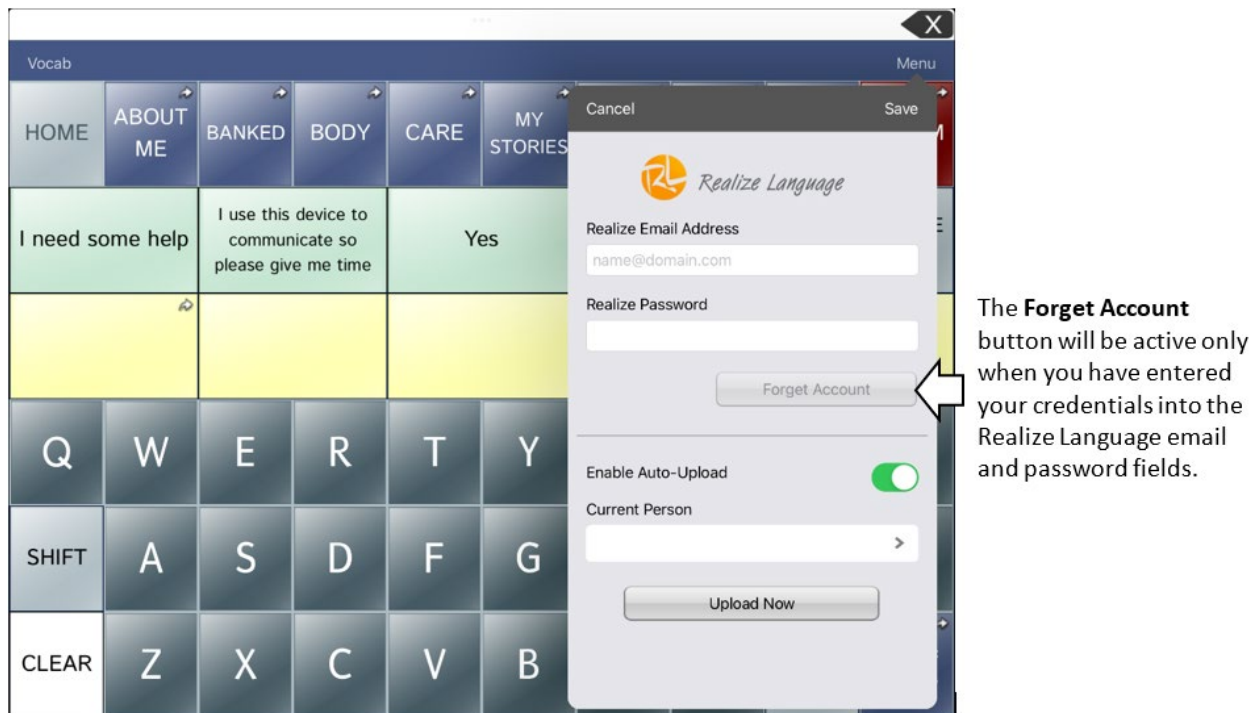 X
Vocab
Menu
HOME
ABOUT
ME
BANKED
BODY
CARE
MY
STORIES
Cancel
Save
RL Realize Language
I need some help
I use this device to
communicate so
please give me time
Yes
Realize Email Address
name@domain.com
Realize Password
Forget Account
The Forget Account
button will be active only
when you have entered
your credentials into the
Realize Language email
and password fields.
Q W E R T Y
Enable Auto-Upload
Current Person
SHIFT A S D F G
Upload Now
CLEAR Z X C V B